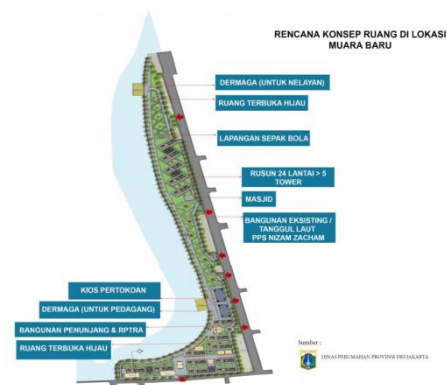 RENCANA KONSEP RUANG DI LOKASI
MUARA BARU
DERMAGA (UNTUK NELAYAN)
RUANG TERBUKA HIJAU
LAPANGAN SEPAK BOLA
RUSUN 24 LANTAI > 5
TOWER
MASJID
BANGUNAN EKSISTING /
TANGGUL LAUT
PPS NIZAM ZACHAM
KIOS PERTOKOAN
DERMAGA (UNTUK PEDAGANG)
BANGUNAN PENUNJANG & RPTRA
RUANG TERBUKA HIJAU
Sumber :
DINAS PERUMAHAN PROVINSI DKI JAKARTA